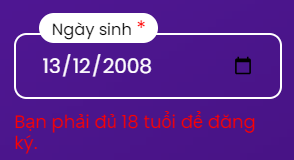 Ngày sinh *
13/12/2008
Bạn phải đủ 18 tuổi để đăng
ký.